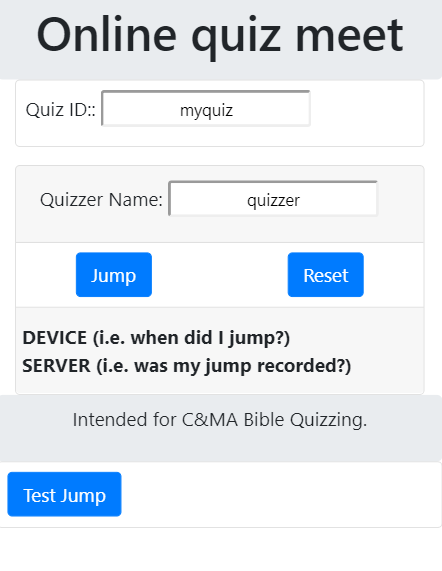 Online quiz meet
Quiz ID:: myquiz
Quizzer Name: quizzer
Jump Reset
DEVICE (i.e. when did I jump?)
SERVER (i.e. was my jump recorded?)
Intended for C&MA Bible Quizzing.
Test Jump